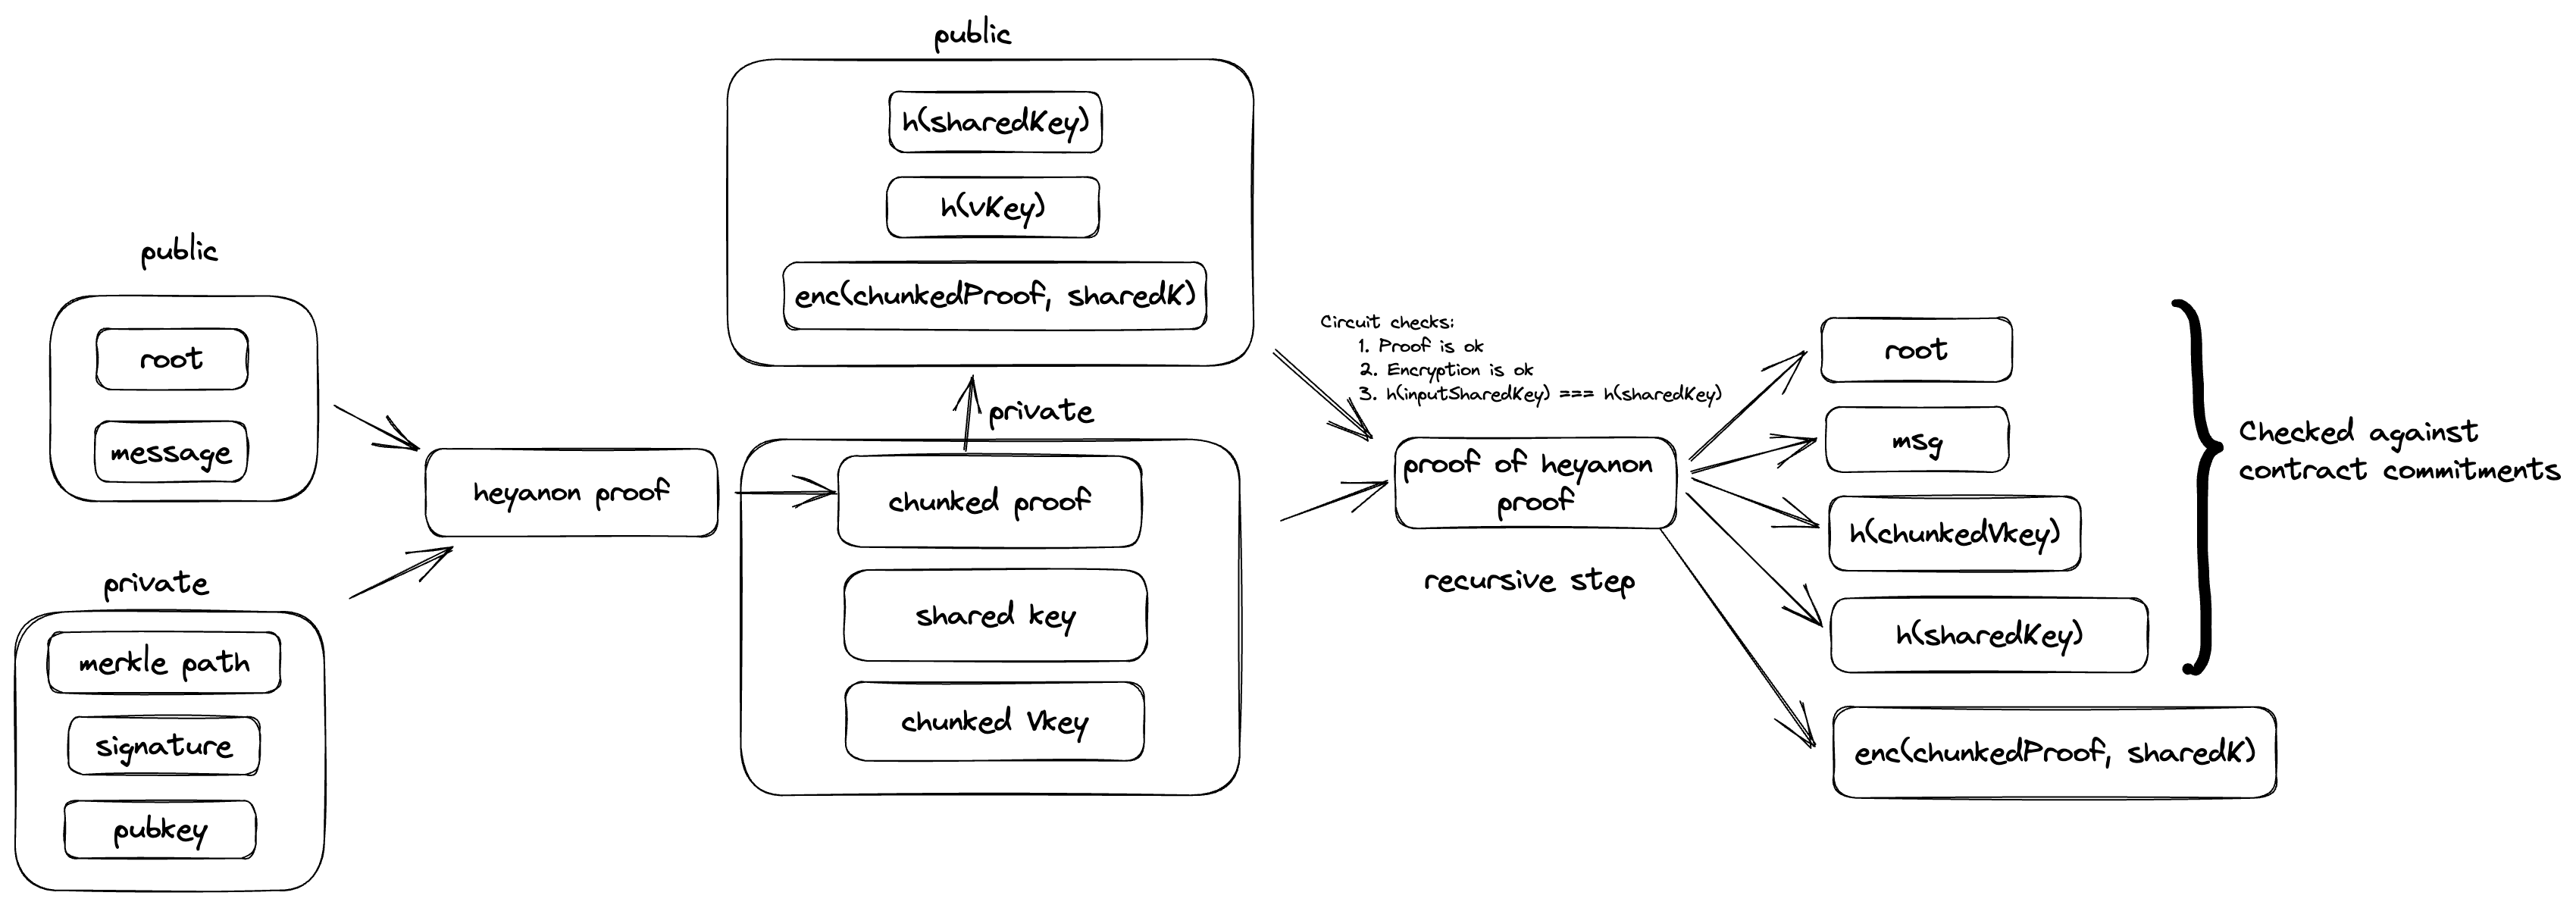 public
root
message
private
merkle path
signature
pubkey
heyanon proof
public
h(sharedKey)
h(vKey)
enc(chunkedProof, sharedK)
private
chunked proof
shared key
chunked Vkey
Circuit checks:
1. Proof is ok
2. Encryption is ok
3. h(inputSharedKey) === h(sharedKey)
proof of heyanon
proof
recursive step
root
msg
h(chunkedVkey)
h(sharedKey)
enc(chunkedProof, sharedK)
Checked against
contract commitments